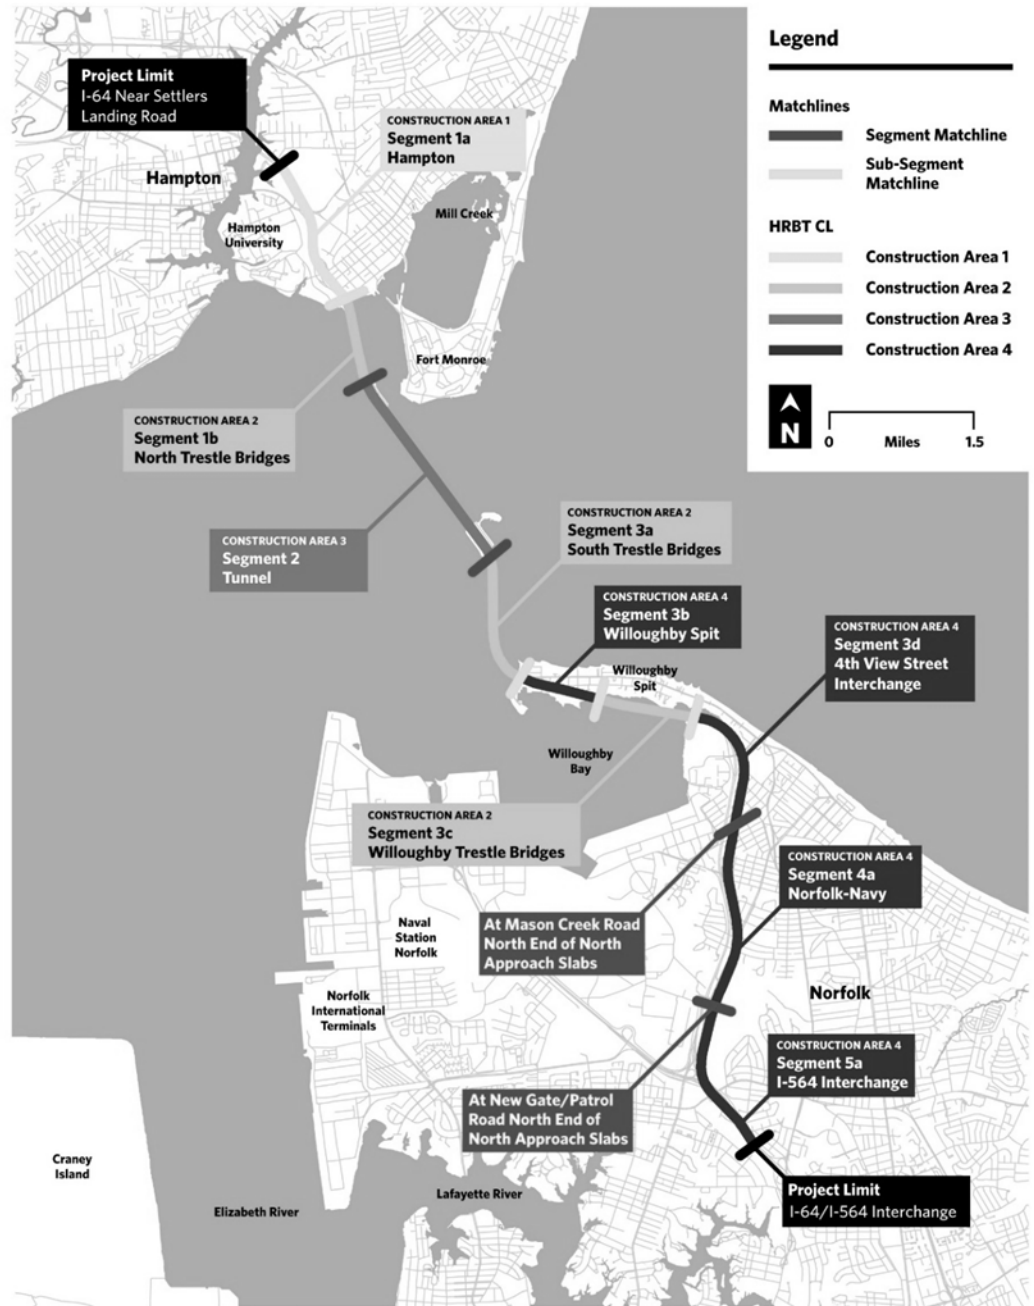 Legend
Matchlines
Segment Matchline
Sub-Segment
Matchline
HRBT CL
Construction Area 1
Construction Area 2
Construction Area 3
Construction Area 4
N
0 Miles 1.5
Project Limit
I-64 Near Settlers
Landing Road
CONSTRUCTION AREA 1
Segment 1a
Hampton
Hampton
Hampton
University
Mill Creek
Fort Monroe
CONSTRUCTION AREA 2
Segment 1b
North Trestle Bridges
CONSTRUCTION AREA 3
Segment 2
Tunnel
CONSTRUCTION AREA 2
Segment 3a
South Trestle Bridges
CONSTRUCTION AREA 4
Segment 3b
Willoughby Spit
CONSTRUCTION AREA 4
Segment 3d
4th View Street
Interchange
Willoughby
Spit
Willoughby
Bay
CONSTRUCTION AREA 2
Segment 3c
Willoughby Trestle Bridges
CONSTRUCTION AREA 4
Segment 4a
Norfolk-Navy
At Mason Creek Road
North End of North
Approach Slabs
Naval
Station
Norfolk
Norfolk
International
Terminals
Norfolk
CONSTRUCTION AREA 4
Segment 5a
I-564 Interchange
At New Gate/Patrol
Road North End of
North Approach Slabs
Craney
Island
Lafayette River
Elizabeth River
Project Limit
I-64/I-564 Interchange